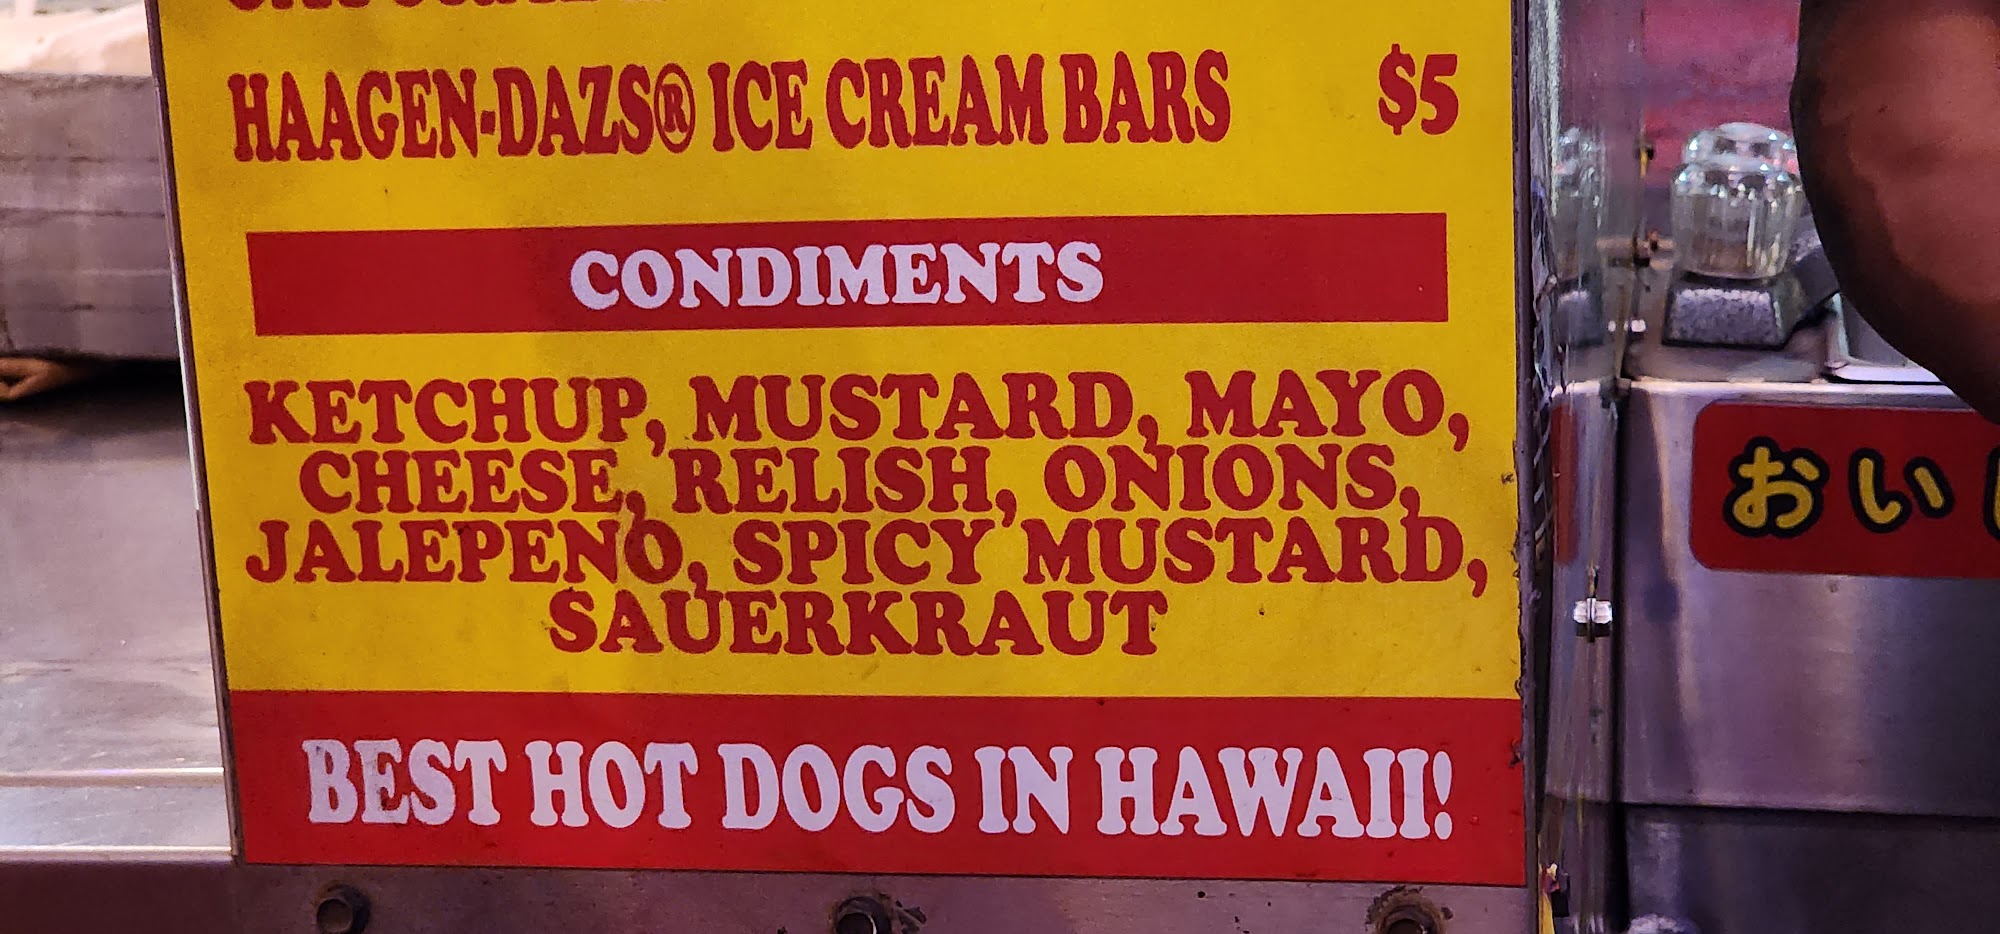 HAAGEN-DAZS® ICE CREAM BARS $5
CONDIMENTS
KETCHUP, MUSTARD, MAYO,
CHEESE, RELISH, ONIONS,
JALEPENO, SPICY MUSTARD,
SAUERKRAUT
BEST HOT DOGS IN HAWAII!
おい